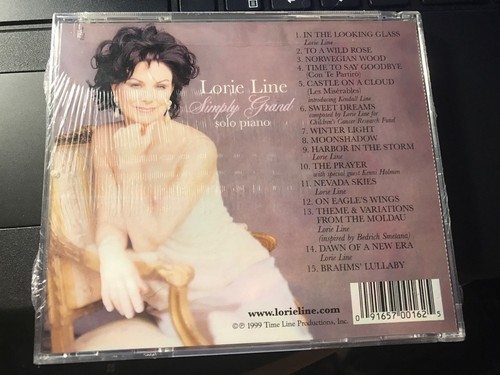 Lorie Line
Simply Grand
solo piano
1. IN THE LOOKING GLASS
Lorie Line
2. TO A WILD ROSE
3. NORWEGIAN WOOD
4. TIME TO SAY GOODBYE
(Con Te Partiro)
5. CASTLE ON A CLOUD
(Les Misérables)
introducing Kendall Line
6. SWEET DREAMS
composed by Lorie Line for
Children's Cancer Research Fund
7. WINTER LIGHT
8. MOONSHADOW
9. HARBOR IN THE STORM
Lorie Line
10. THE PRAYER
with special guest Kenni Holmen
11. NEVADA SKIES
Lorie Line
12. ON EAGLE'S WINGS
13. THEME & VARIATIONS
FROM THE MOLDAU
Lorie Line
(inspired by Bedrich Smetana)
14. DAWN OF A NEW ERA
Lorie Line
15. BRAHMS' LULLABY
www.lorieline.com
©℗ 1999 Time Line Productions, Inc.
0 91657 00162 5